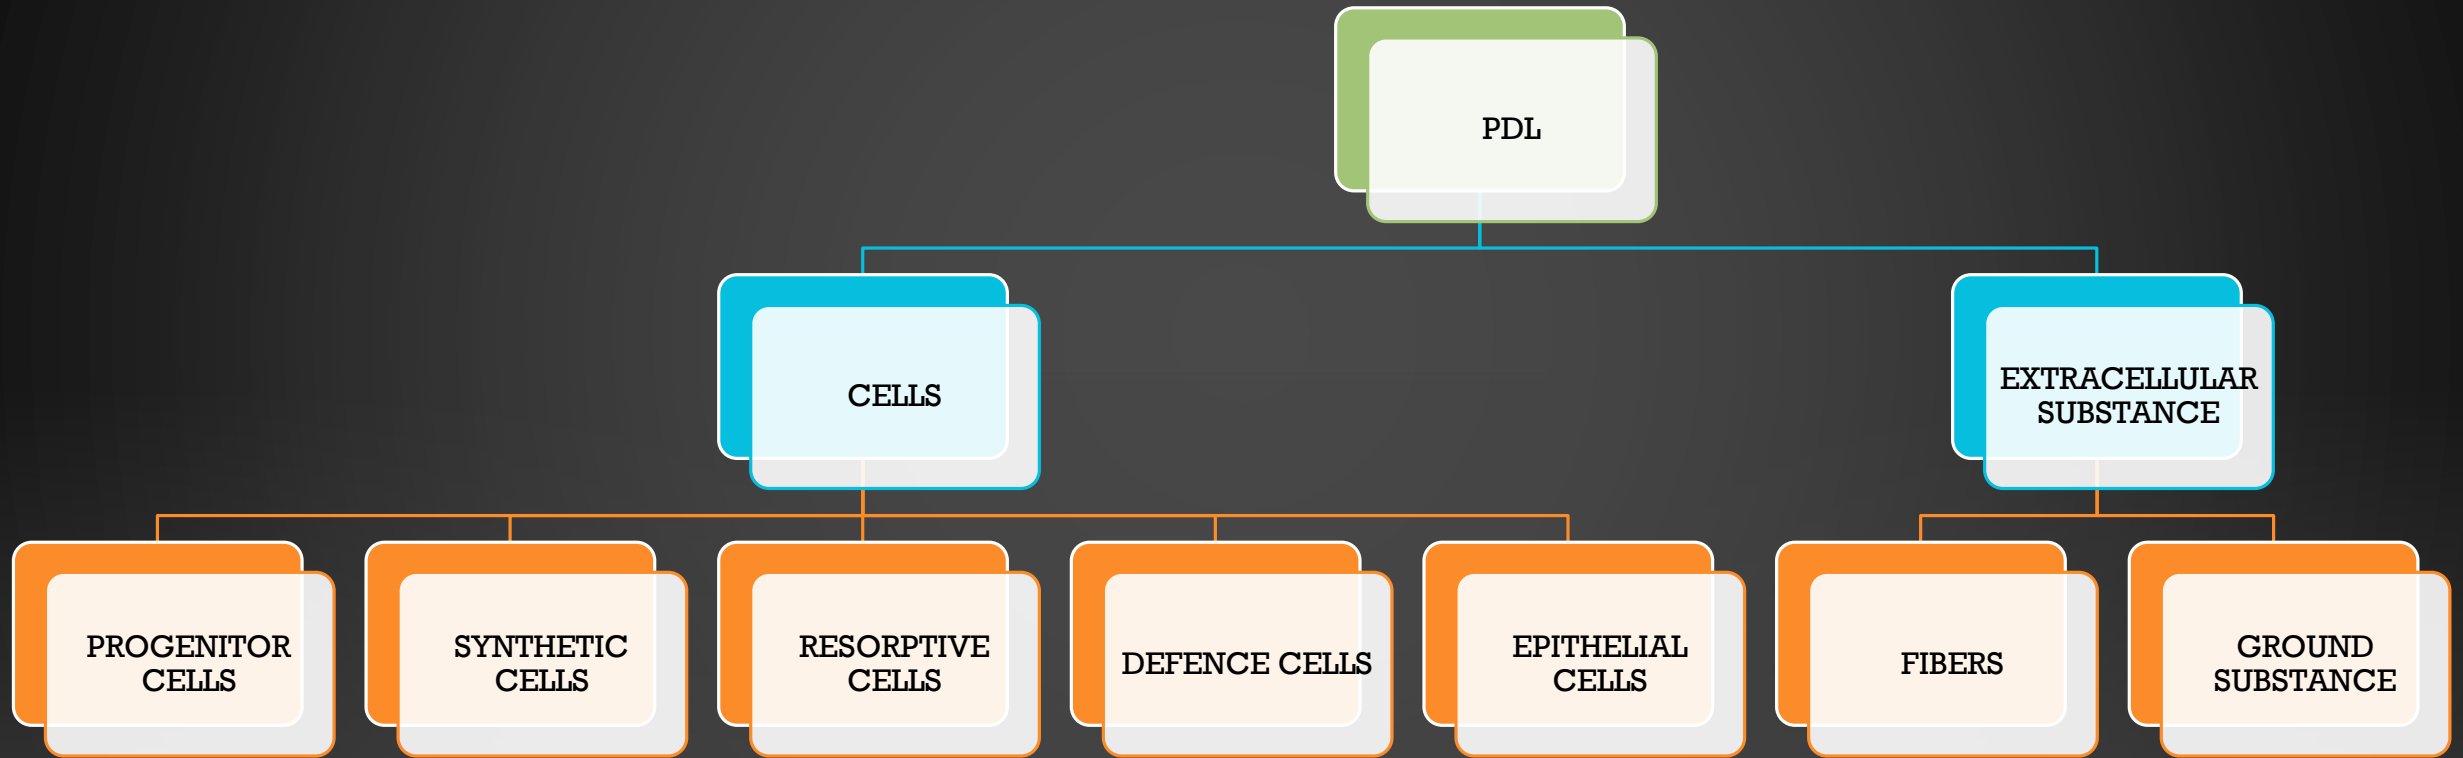 PDL
CELLS
EXTRACELLULAR
SUBSTANCE
PROGENITOR
CELLS
SYNTHETIC
CELLS
RESORPTIVE
CELLS
DEFENCE CELLS
EPITHELIAL
CELLS
FIBERS
GROUND
SUBSTANCE